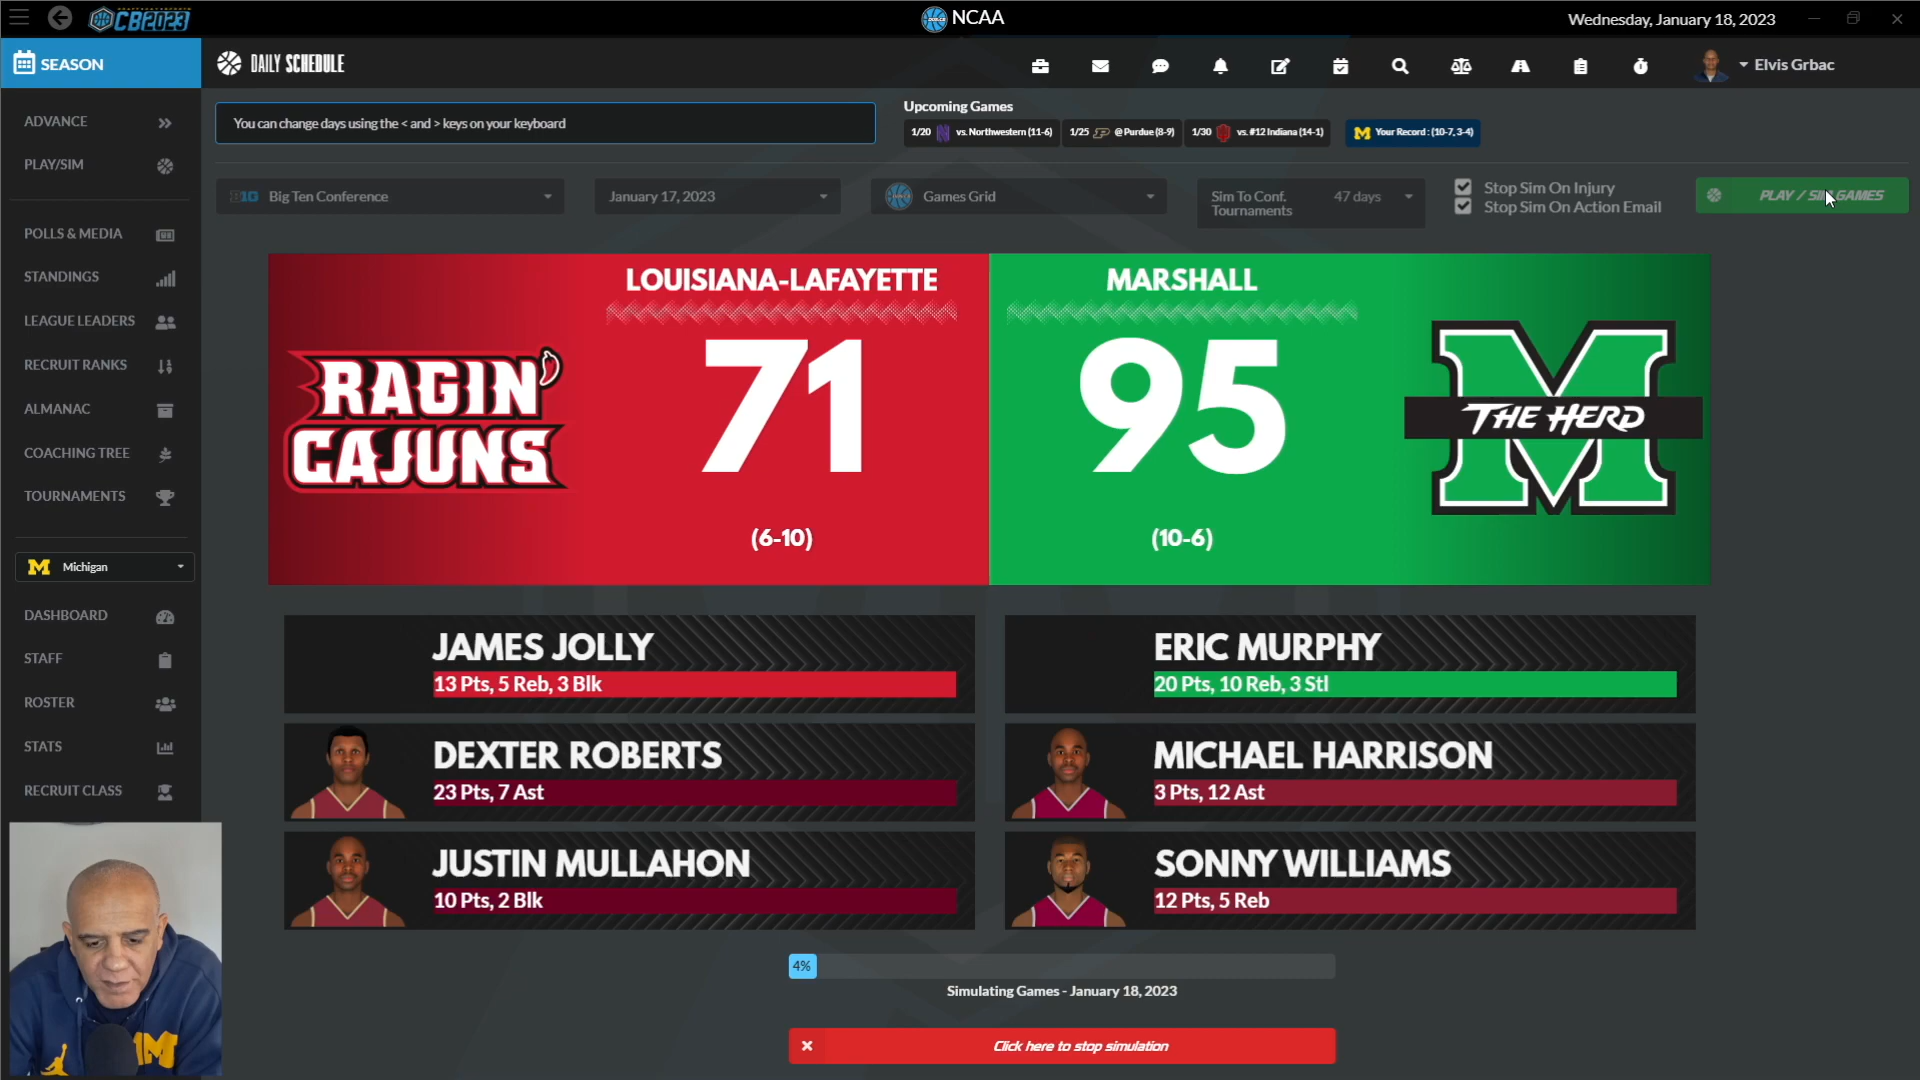 CB2023
NCAA
Wednesday, January 18, 2023
SEASON
DAILY SCHEDULE
Elvis Grbac
ADVANCE
PLAY/SIM
POLLS & MEDIA
STANDINGS
LEAGUE LEADERS
RECRUIT RANKS
ALMANAC
COACHING TREE
TOURNAMENTS
Michigan
DASHBOARD
STAFF
ROSTER
STATS
RECRUIT CLASS
You can change days using the < and > keys on your keyboard
Upcoming Games
1/20 vs. Northwestern (11-6)
1/25 @ Purdue (8-9)
1/30 vs. #12 Indiana (14-1)
Your Record : (10-7, 3-4)
B1G Big Ten Conference
January 17, 2023
Games Grid
Sim To Conf. Tournaments 47 days
Stop Sim On Injury
Stop Sim On Action Email
PLAY / SIM GAMES
LOUISIANA-LAFAYETTE
71
(6-10)
RAGIN'
CAJUNS
MARSHALL
95
(10-6)
THE HERD
JAMES JOLLY
13 Pts, 5 Reb, 3 Blk
DEXTER ROBERTS
23 Pts, 7 Ast
JUSTIN MULLAHON
10 Pts, 2 Blk
ERIC MURPHY
20 Pts, 10 Reb, 3 Stl
MICHAEL HARRISON
3 Pts, 12 Ast
SONNY WILLIAMS
12 Pts, 5 Reb
4%
Simulating Games - January 18, 2023
Click here to stop simulation